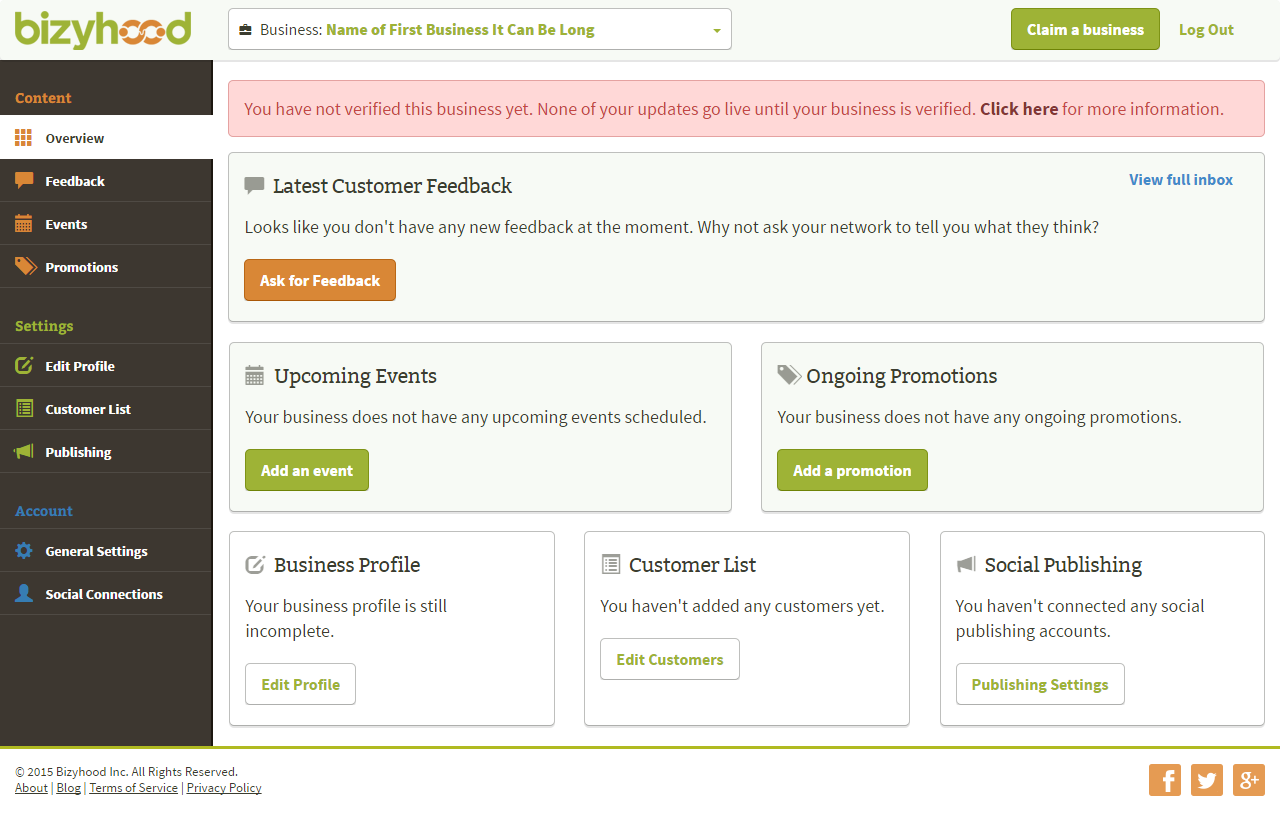 bizyhood
Business: Name of First Business It Can Be Long
Claim a business
Log Out
Content
Overview
Feedback
Events
Promotions
Settings
Edit Profile
Customer List
Publishing
Account
General Settings
Social Connections
You have not verified this business yet. None of your updates go live until your business is verified. Click here for more information.
Latest Customer Feedback
View full inbox
Looks like you don't have any new feedback at the moment. Why not ask your network to tell you what they think?
Ask for Feedback
Upcoming Events
Your business does not have any upcoming events scheduled.
Add an event
Ongoing Promotions
Your business does not have any ongoing promotions.
Add a promotion
Business Profile
Your business profile is still
incomplete.
Edit Profile
Customer List
You haven't added any customers yet.
Edit Customers
Social Publishing
You haven't connected any social
publishing accounts.
Publishing Settings
© 2015 Bizyhood Inc. All Rights Reserved.
About | Blog | Terms of Service | Privacy Policy
f
g+